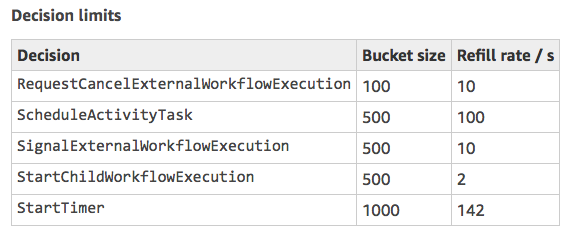 Decision limits
Decision Bucket size Refill rate / s
RequestCancelExternalWorkflowExecution 100 10
ScheduleActivityTask 500 100
SignalExternalWorkflowExecution 500 10
StartChildWorkflowExecution 500 2
StartTimer 1000 142